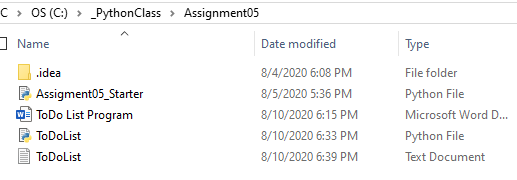 C > OS (C:) > _PythonClass > Assignment05
Name Date modified Type
.idea 8/4/2020 6:08 PM File folder
Assigment05_Starter 8/5/2020 5:36 PM Python File
ToDo List Program 8/10/2020 6:15 PM Microsoft Word D...
ToDoList 8/10/2020 6:33 PM Python File
ToDoList 8/10/2020 6:39 PM Text Document